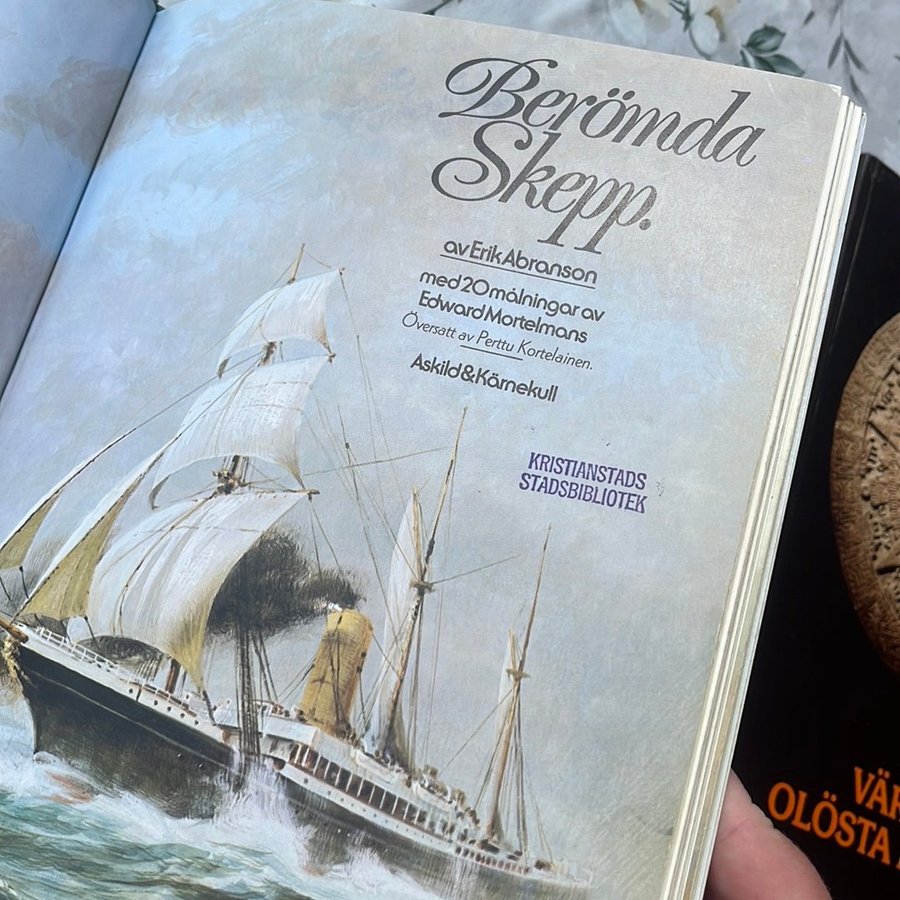 Berömda
Skepp.
av Erik Abranson
med 20 målningar av
Edward Mortelmans
Översatt av Perttu Kortelainen.
Askild & Kärnekull
KRISTIANSTADS
STADSBIBLIOTEK
OLÖSTA